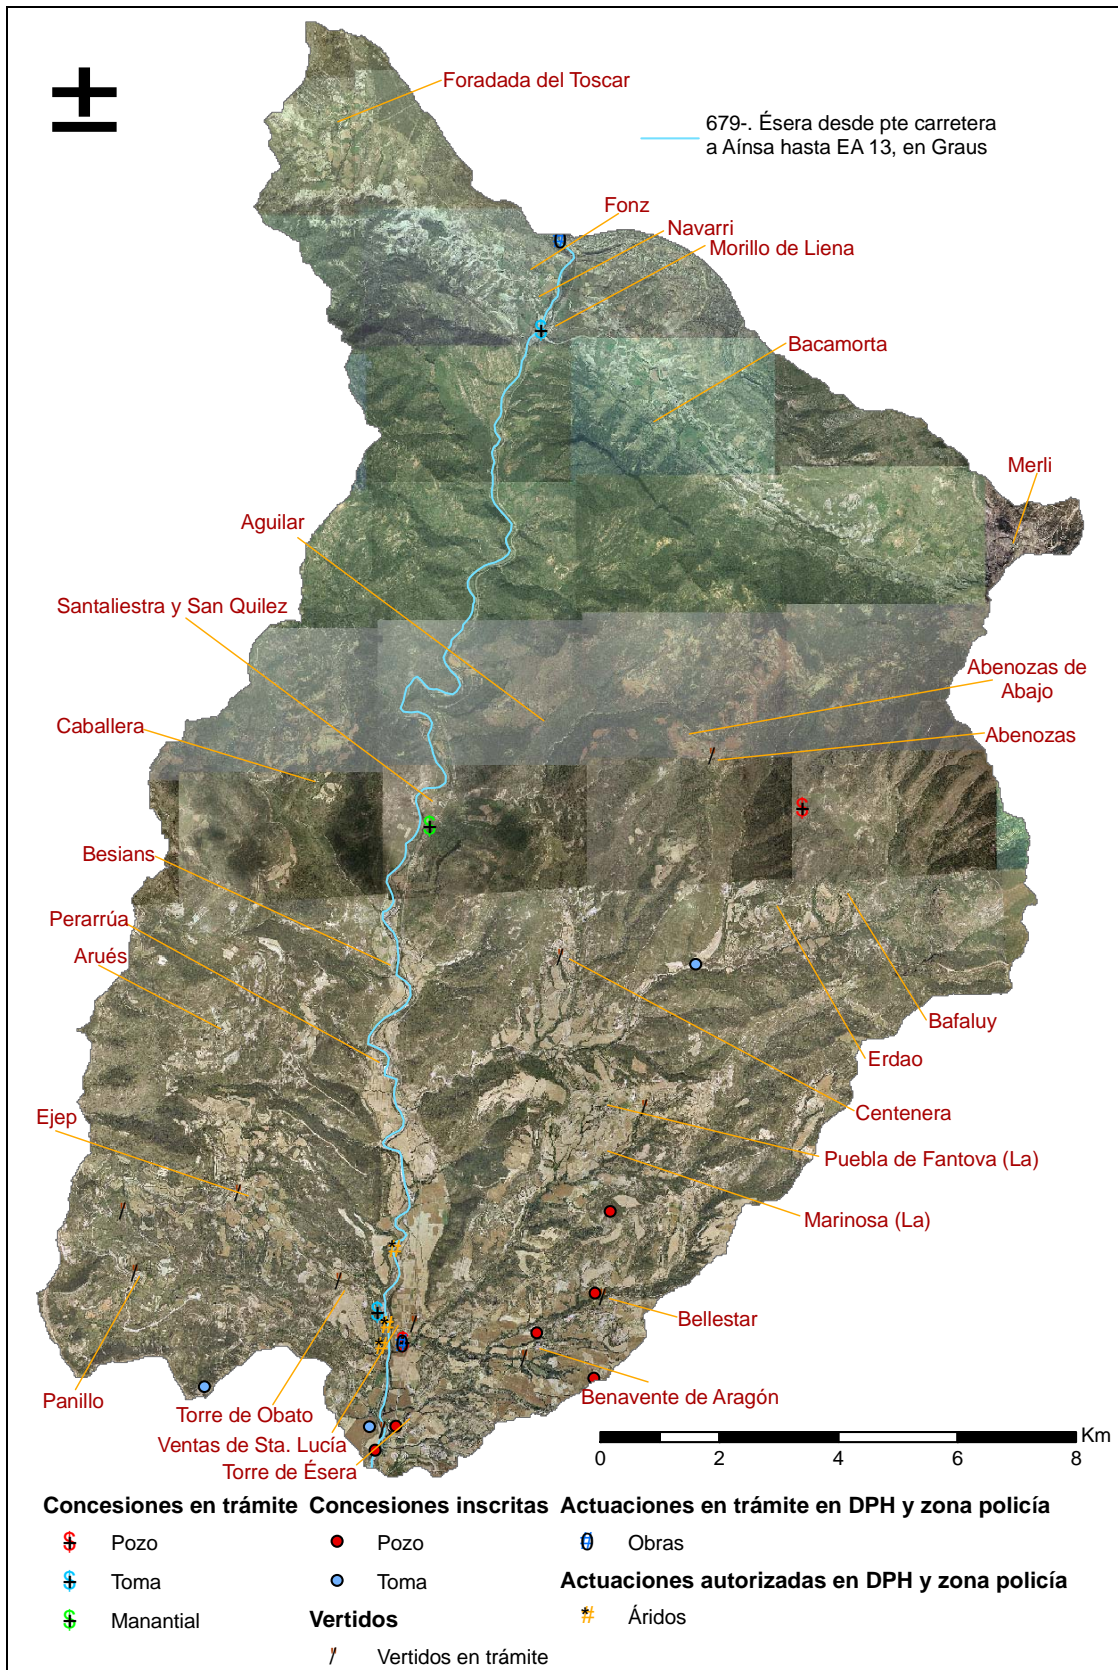 Foradada del Toscar
679-. Ésera desde pte carretera
a Aínsa hasta EA 13, en Graus
Fonz
Navarri
Morillo de Liena
Bacamorta
Merli
Aguilar
Santaliestra y San Quilez
Abenozas de
Abajo
Caballera
Abenozas
Besians
Perarrúa
Arués
Bafaluy
Erdao
Centenera
Ejep
Puebla de Fantova (La)
Marinosa (La)
Bellestar
Panillo
Benavente de Aragón
Torre de Obato
Ventas de Sta. Lucía
Torre de Ésera
Km
0 2 4 6 8
Concesiones en trámite
Pozo
Toma
Manantial
Concesiones inscritas
Pozo
Toma
Vertidos
Vertidos en trámite
Actuaciones en trámite en DPH y zona policía
Obras
Actuaciones autorizadas en DPH y zona policía
Áridos